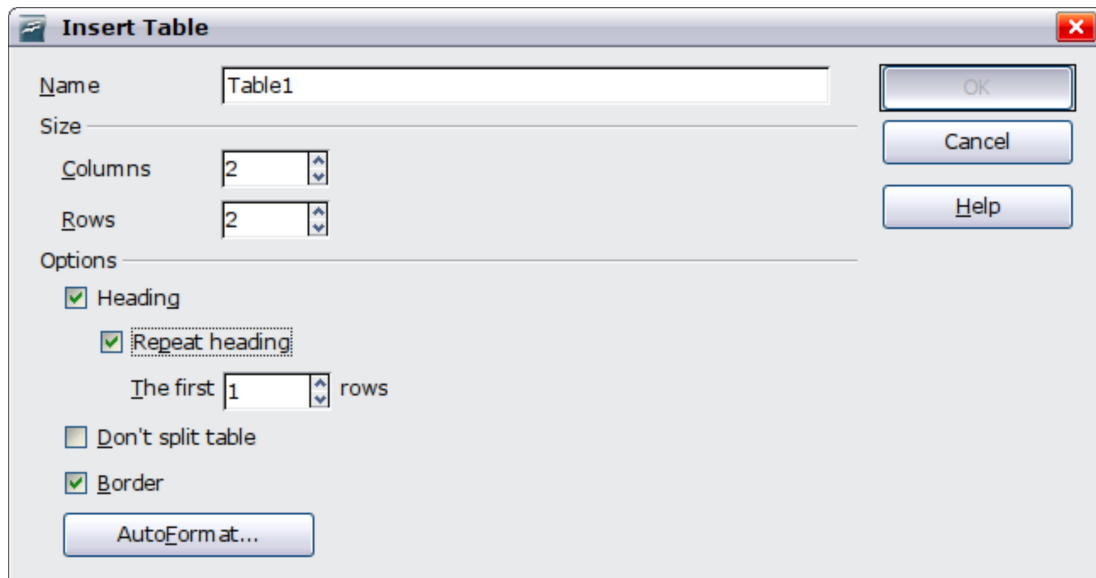 Insert Table
Name Table1 OK
Size
Cancel
Columns 2
Rows 2 Help
Options
Heading
Repeat heading
The first 1 rows
Don't split table
Border
AutoFormat...